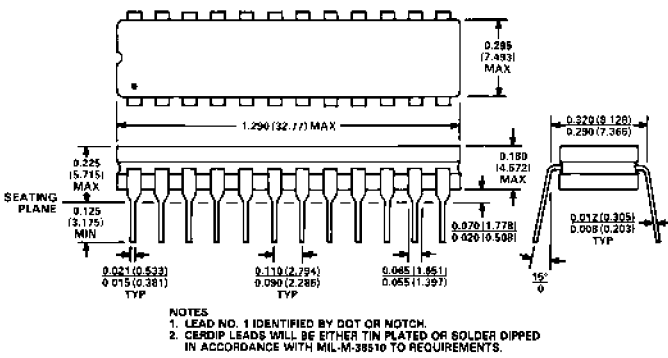 0.295
(7.493)
MAX
1.290 (32.77) MAX
0.320 (8.128)
0.290 (7.366)
0.225
(5.715)
MAX
0.180
(4.572)
MAX
SEATING
PLANE
0.125
(3.175)
MIN
0.070 (1.778)
0.020 (0.508)
0.012 (0.305)
0.008 (0.203)
TYP
0.021 (0.533)
0.015 (0.381)
TYP
0.110 (2.794)
0.090 (2.286)
TYP
0.065 (1.651)
0.055 (1.397)
15°
0
NOTES
1. LEAD NO. 1 IDENTIFIED BY DOT OR NOTCH.
2. CERDIP LEADS WILL BE EITHER TIN PLATED OR SOLDER DIPPED
IN ACCORDANCE WITH MIL-M-38510 TO REQUIREMENTS.